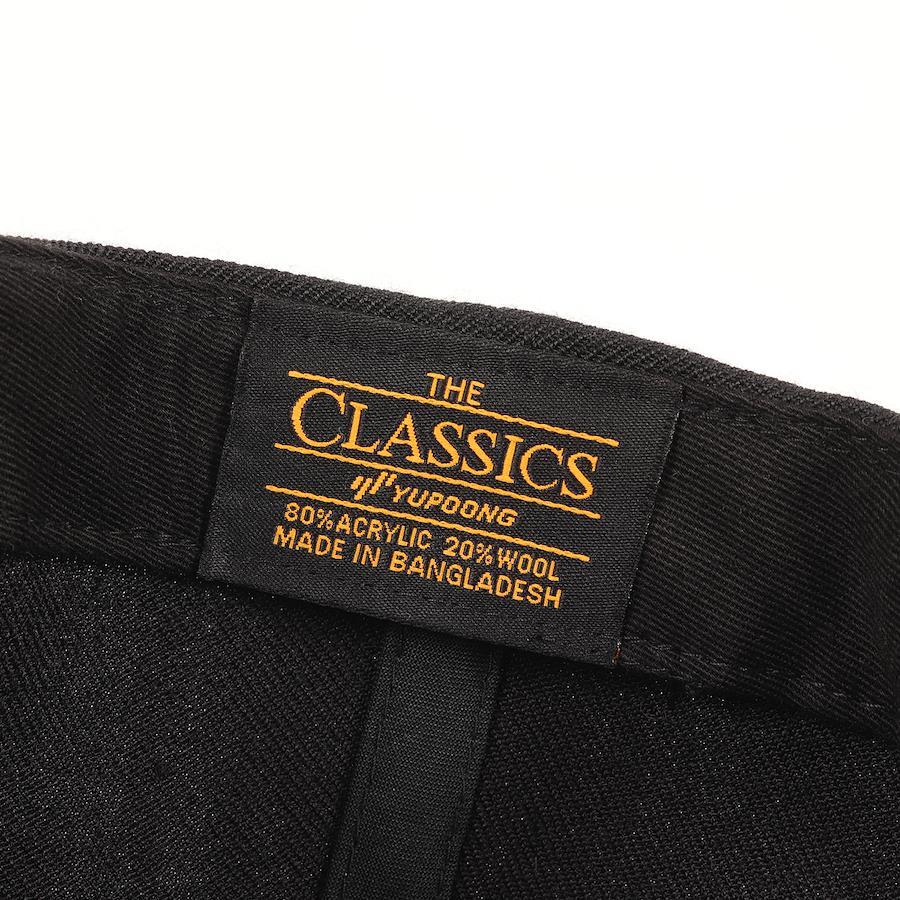 THE
CLASSICS
YUPOONG
80% ACRYLIC 20% WOOL
MADE IN BANGLADESH